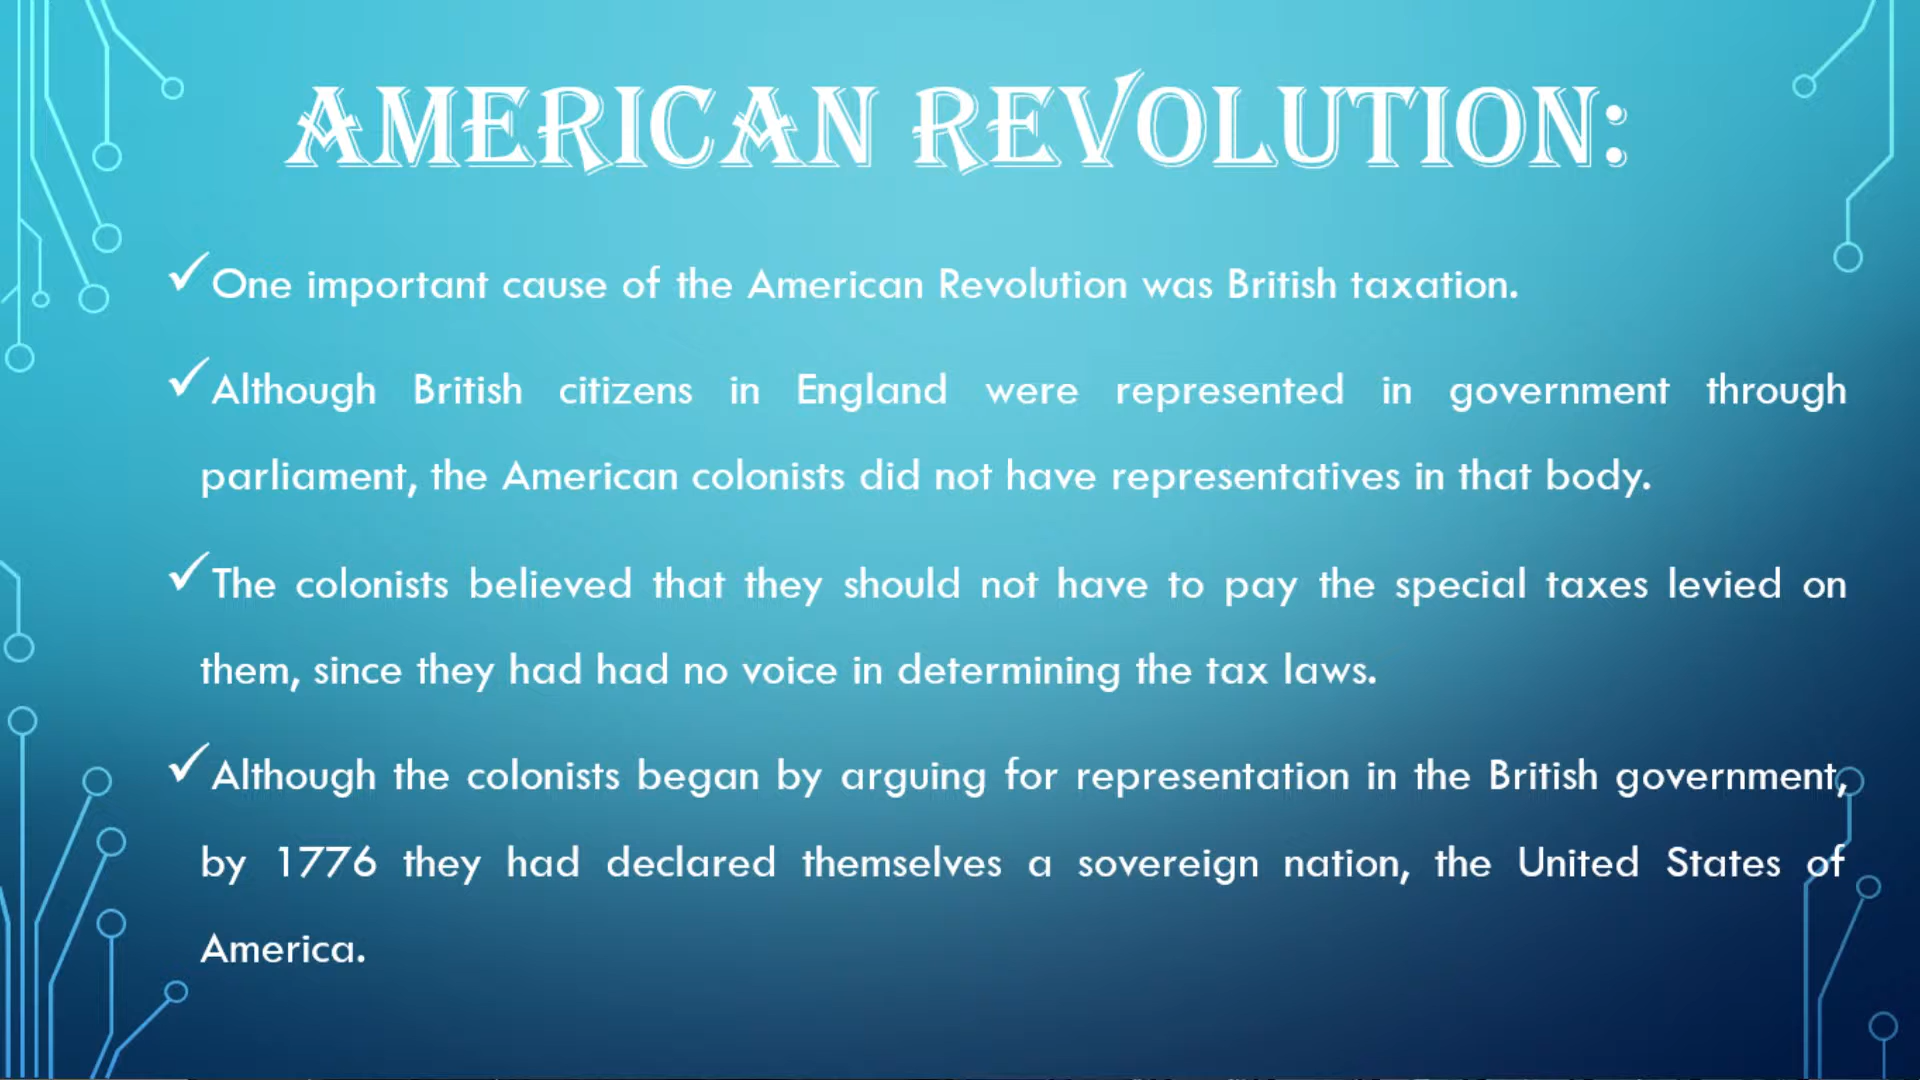 AMERICAN REVOLUTION:
✓One important cause of the American Revolution was British taxation.
✓Although British citizens in England were represented in government through
parliament, the American colonists did not have representatives in that body.
✓The colonists believed that they should not have to pay the special taxes levied on
them, since they had had no voice in determining the tax laws.
✓Although the colonists began by arguing for representation in the British government,
by 1776 they had declared themselves a sovereign nation, the United States of
America.